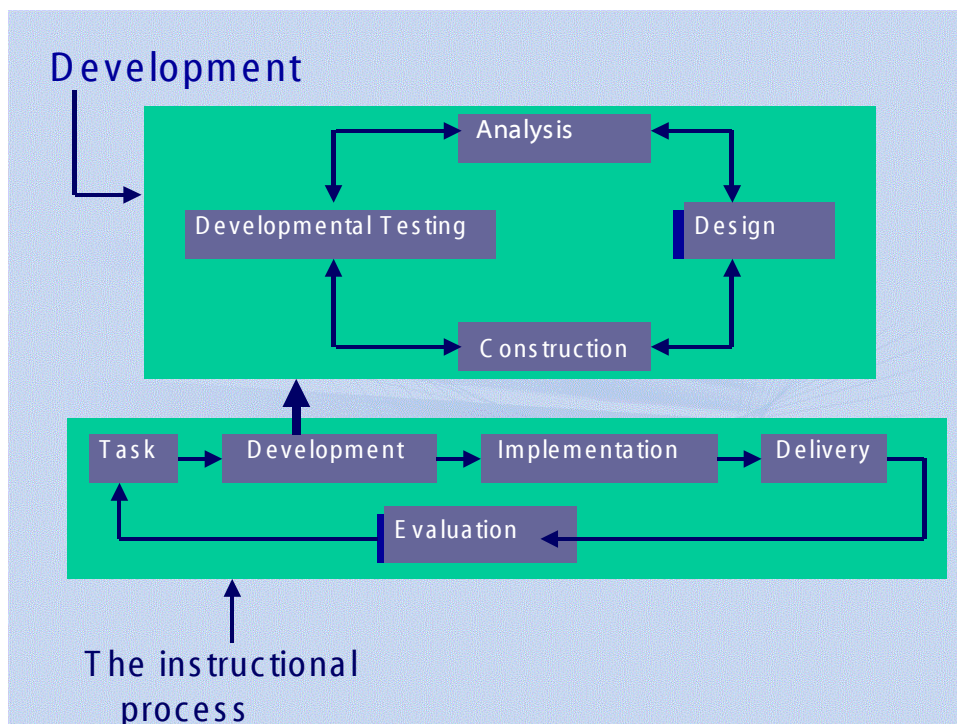 Development
Analysis
Developmental Testing
Design
Construction
Task
Development
Implementation
Delivery
Evaluation
The instructional
process